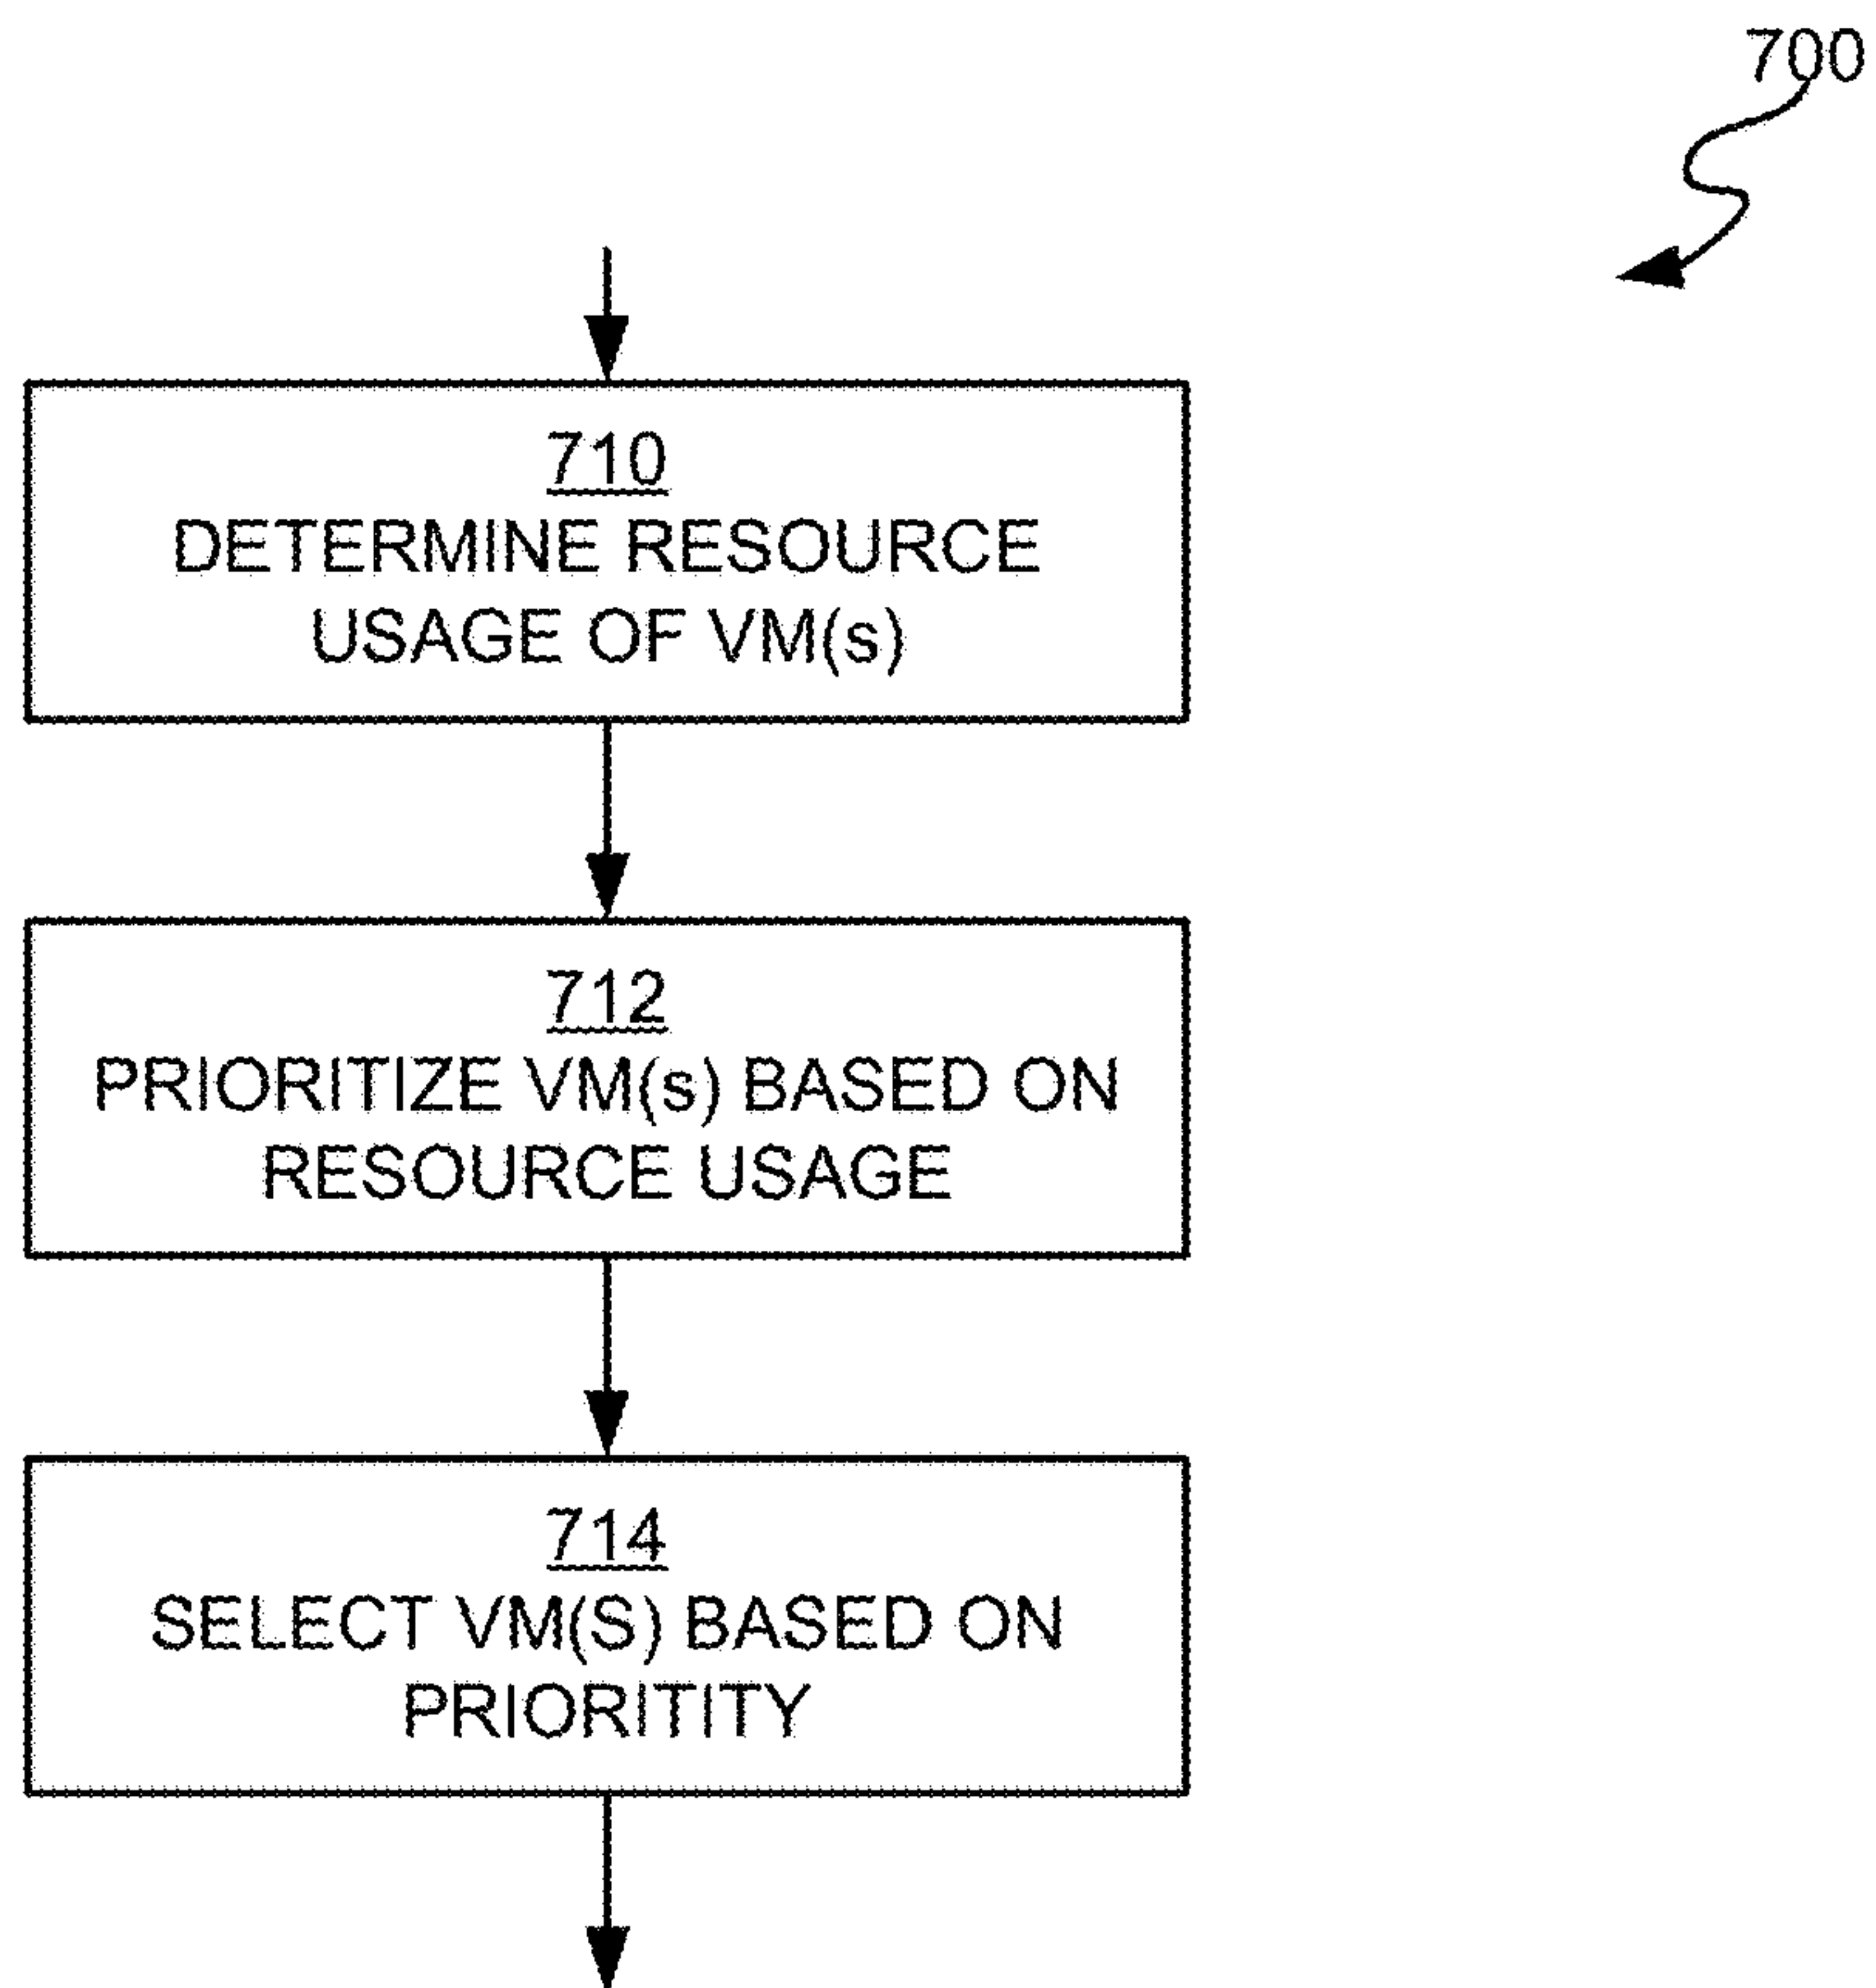 700
710
DETERMINE RESOURCE
USAGE OF VM(s)
712
PRIORITIZE VM(s) BASED ON
RESOURCE USAGE
714
SELECT VM(S) BASED ON
PRIORITITY